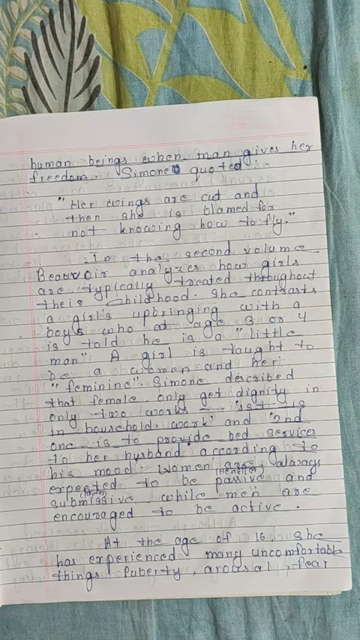 human beings when man gives her
freedom. Simone quoted :-
"Her wings are cut and
then she is blamed for
not knowing how to fly."
In the second volume
Beauvoir analyzes how girls
are typically treated throughout
their childhood. She contrasts
a girl's upbringing with a
boy's who at age 3 or 4
is told he is a "little
man" A girl is taught to
be a women and her
"feminine" Simone described
that female only get dignity in
only two works - '1st is
in household work' and '2nd
one is to provide bed services
to her husband according to
his mood. Women are always
expected to be passive and
submissive while men are
encouraged to be active.
At the age of 16 she
has experienced many uncomfortable
things Puberty, arousal, fear